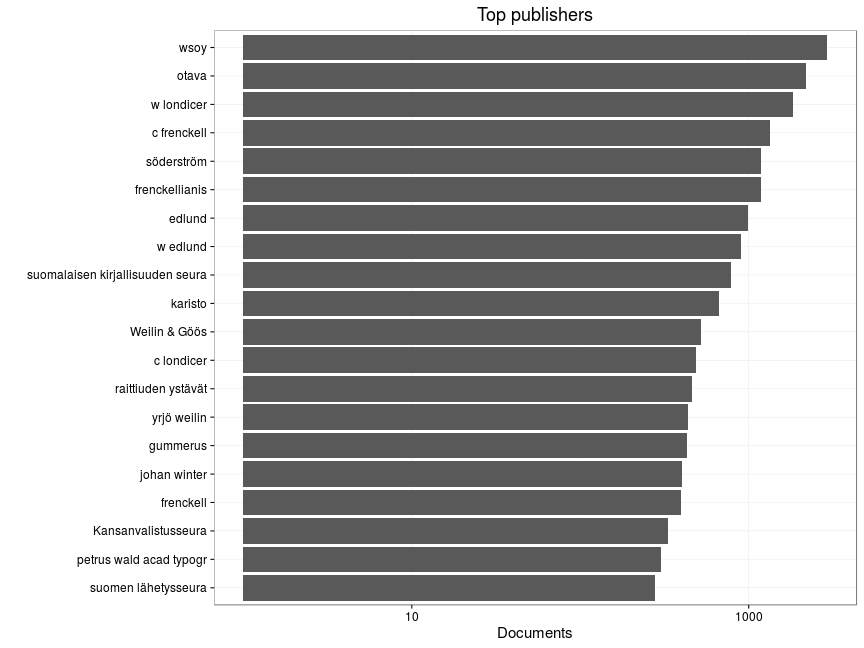 Top publishers
wsoy
otava
w londicer
c frenckell
söderström
frenckellianis
edlund
w edlund
suomalaisen kirjallisuuden seura
karisto
Weilin & Göös
c londicer
raittiuden ystävät
yrjö weilin
gummerus
johan winter
frenckell
Kansanvalistusseura
petrus wald acad typogr
suomen lähetysseura
10 1000
Documents